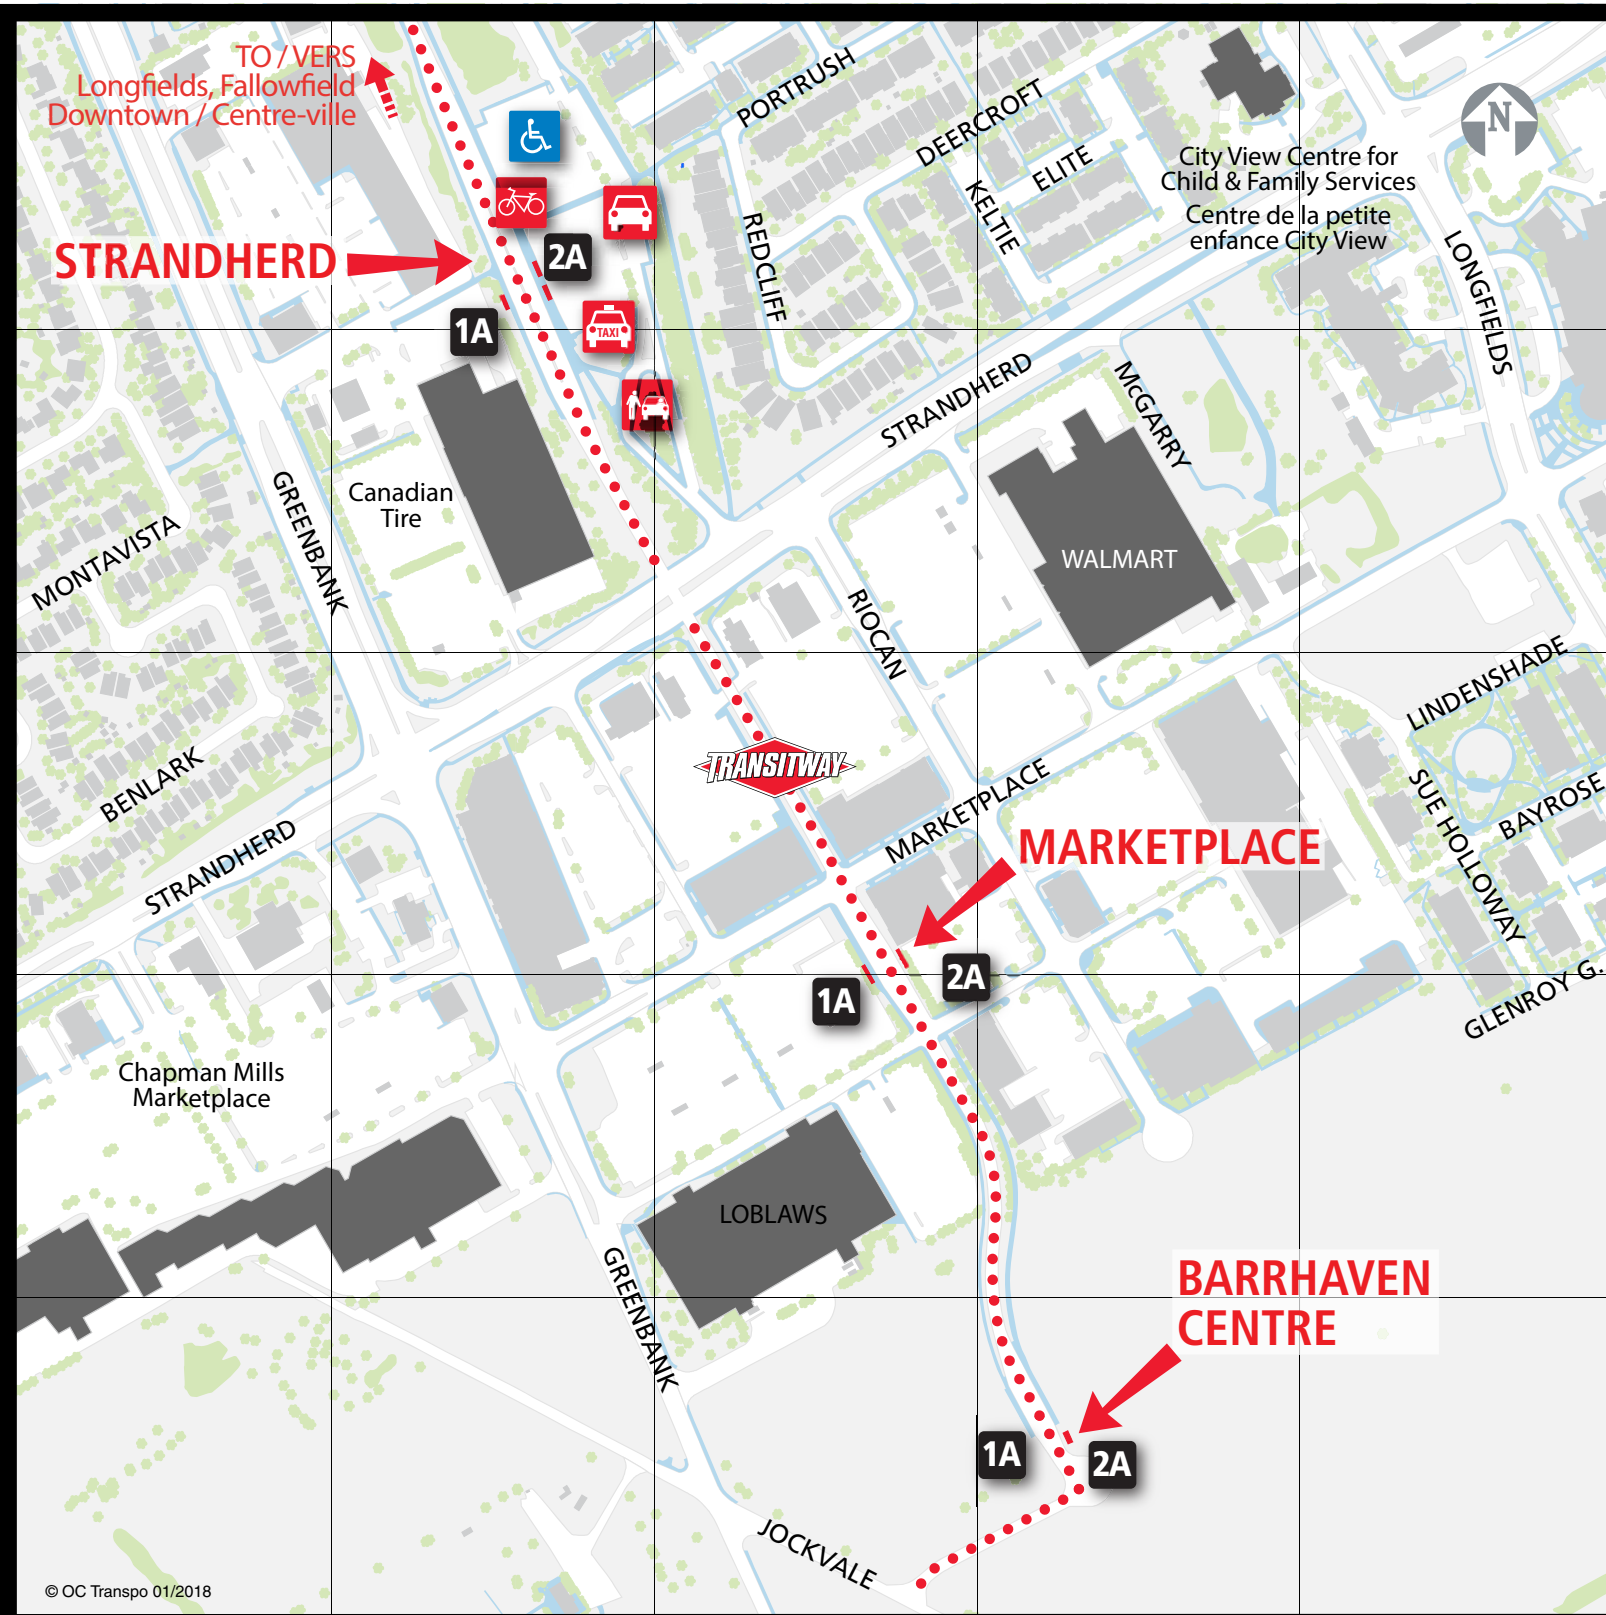 TO / VERS
Longfields, Fallowfield
Downtown / Centre-ville
PORTRUSH
DEERCROFT
ELITE
KELTIE
REDCLIFF
City View Centre for
Child & Family Services
Centre de la petite
enfance City View
N
LONGFIELDS
STRANDHERD
2A
1A
TAXI
STRANDHERD
McGARRY
GREENBANK
Canadian
Tire
MONTAVISTA
WALMART
RIOCAN
LINDENSHADE
BENLARK
TRANSITWAY
MARKETPLACE
SUE HOLLOWAY
BAYROSE
STRANDHERD
MARKETPLACE
1A
2A
GLENROY G.
Chapman Mills
Marketplace
LOBLAWS
GREENBANK
BARRHAVEN
CENTRE
1A
2A
JOCKVALE
© OC Transpo 01/2018